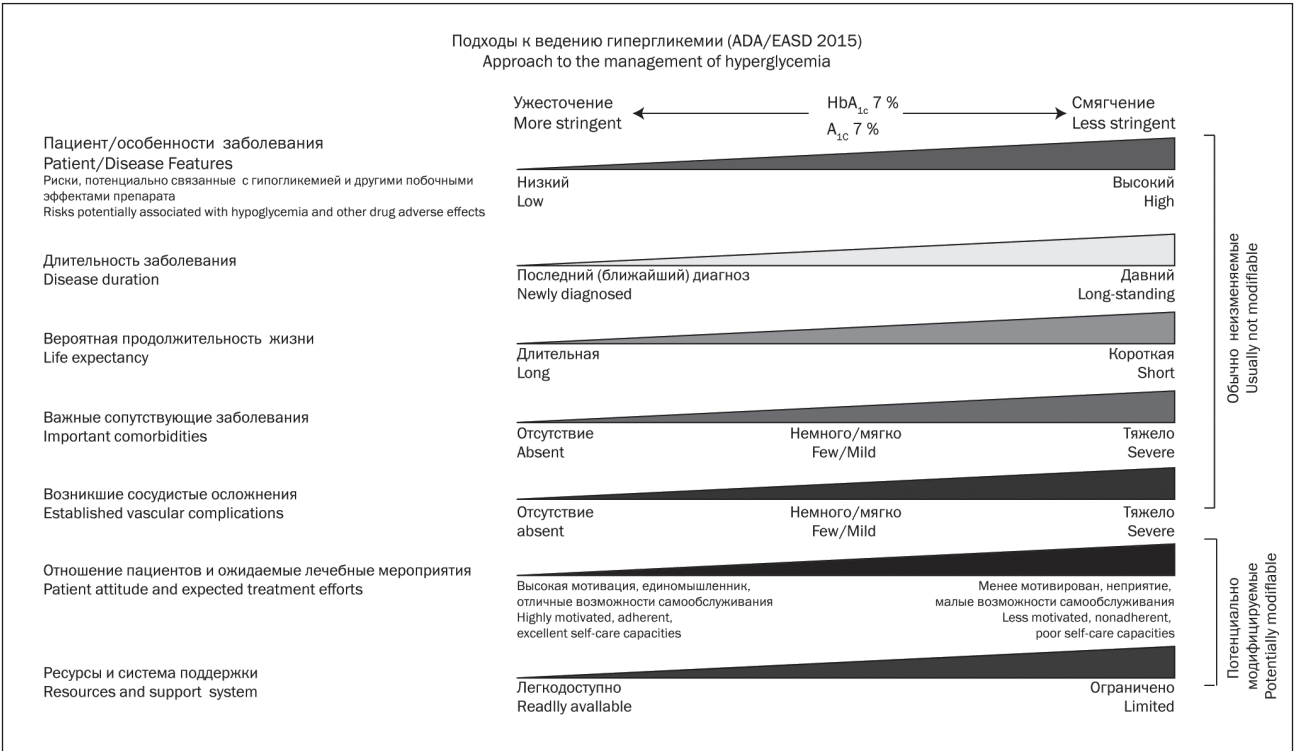 Подходы к ведению гипергликемии (ADA/EASD 2015)
Approach to the management of hyperglycemia
Ужесточение
More stringent
HbA1c 7 %
A1C 7 %
Смягчение
Less stringent
Пациент/особенности заболевания
Patient/Disease Features
Риски, потенциально связанные с гипогликемией и другими побочными
эффектами препарата
Risks potentially associated with hypoglycemia and other drug adverse effects
Низкий
Low
Высокий
High
Длительность заболевания
Disease duration
Последний (ближайший) диагноз
Newly diagnosed
Давний
Long-standing
Вероятная продолжительность жизни
Life expectancy
Длительная
Long
Короткая
Short
Важные сопутствующие заболевания
Important comorbidities
Отсутствие
Absent
Немного/мягко
Few/Mild
Тяжело
Severe
Возникшие сосудистые осложнения
Established vascular complications
Отсутствие
absent
Немного/мягко
Few/Mild
Тяжело
Severe
Обычно неизменяемые
Usually not modifiable
Отношение пациентов и ожидаемые лечебные мероприятия
Patient attitude and expected treatment efforts
Высокая мотивация, единомышленник,
отличные возможности самообслуживания
Highly motivated, adherent,
excellent self-care capacities
Менее мотивирован, неприятие,
малые возможности самообслуживания
Less motivated, nonadherent,
poor self-care capacities
Ресурсы и система поддержки
Resources and support system
Легкодоступно
Readlly available
Ограничено
Limited
Потенциально
модифицируемые
Potentially modifiable